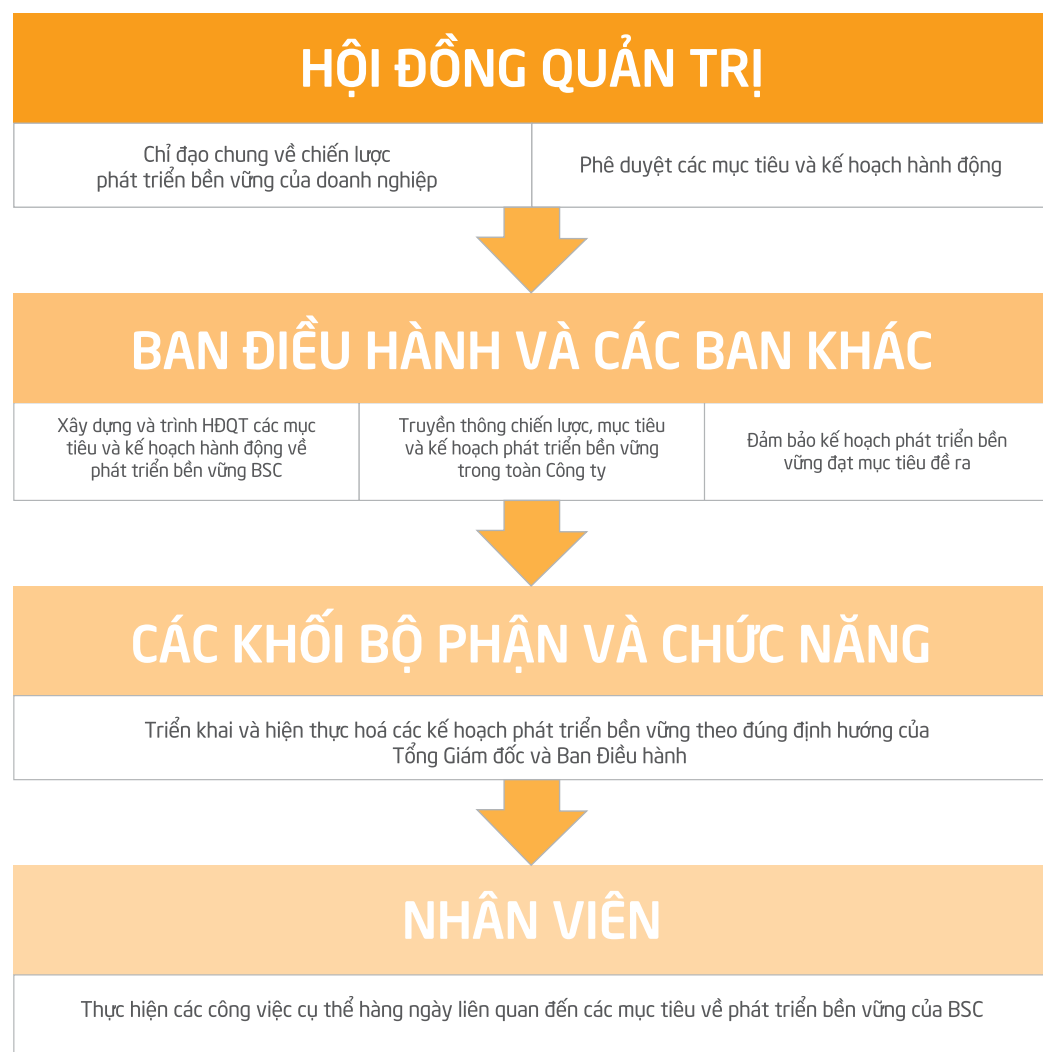 HỘI ĐỒNG QUẢN TRỊ
Chỉ đạo chung về chiến lược
phát triển bền vững của doanh nghiệp
Phê duyệt các mục tiêu và kế hoạch hành động
BAN ĐIỀU HÀNH VÀ CÁC BAN KHÁC
Xây dựng và trình HĐQT các mục
tiêu và kế hoạch hành động về
phát triển bền vững BSC
Truyền thông chiến lược, mục tiêu
và kế hoạch phát triển bền vững
trong toàn Công ty
Đảm bảo kế hoạch phát triển bền
vững đạt mục tiêu đề ra
CÁC KHỐI BỘ PHẬN VÀ CHỨC NĂNG
Triển khai và hiện thực hoá các kế hoạch phát triển bền vững theo đúng định hướng của
Tổng Giám đốc và Ban Điều hành
NHÂN VIÊN
Thực hiện các công việc cụ thể hàng ngày liên quan đến các mục tiêu về phát triển bền vững của BSC